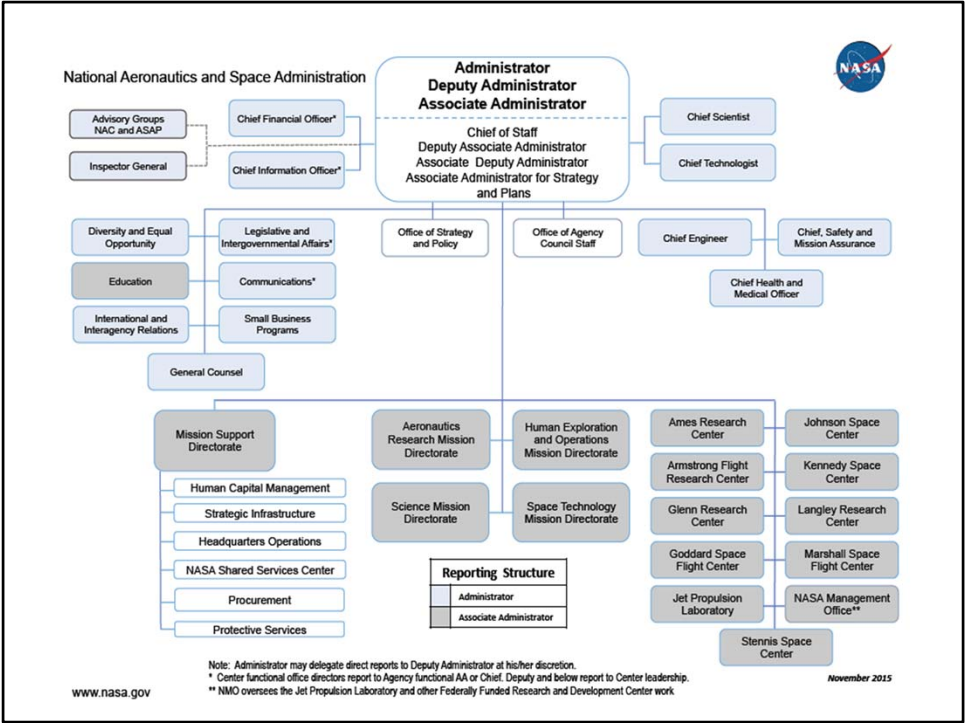 National Aeronautics and Space Administration
Administrator
Deputy Administrator
Associate Administrator
Chief of Staff
Deputy Associate Administrator
Associate Deputy Administrator
Associate Administrator for Strategy
and Plans
NASA
Advisory Groups
NAC and ASAP
Inspector General
Chief Financial Officer*
Chief Information Officer*
Chief Scientist
Chief Technologist
Diversity and Equal
Opportunity
Legislative and
Intergovernmental Affairs*
Education
Communications*
International and
Interagency Relations
Small Business
Programs
General Counsel
Office of Strategy
and Policy
Office of Agency
Council Staff
Chief Engineer
Chief, Safety and
Mission Assurance
Chief Health and
Medical Officer
Mission Support
Directorate
Human Capital Management
Strategic Infrastructure
Headquarters Operations
NASA Shared Services Center
Procurement
Protective Services
Aeronautics
Research Mission
Directorate
Human Exploration
and Operations
Mission Directorate
Science Mission
Directorate
Space Technology
Mission Directorate
Reporting Structure
Administrator
Associate Administrator
Ames Research
Center
Johnson Space
Center
Armstrong Flight
Research Center
Kennedy Space
Center
Glenn Research
Center
Langley Research
Center
Goddard Space
Flight Center
Marshall Space
Flight Center
Jet Propulsion
Laboratory
NASA Management
Office**
Stennis Space
Center
Note: Administrator may delegate direct reports to Deputy Administrator at his/her discretion.
* Center functional office directors report to Agency functional AA or Chief. Deputy and below report to Center leadership.
** NMO oversees the Jet Propulsion Laboratory and other Federally Funded Research and Development Center work
www.nasa.gov
November 2015